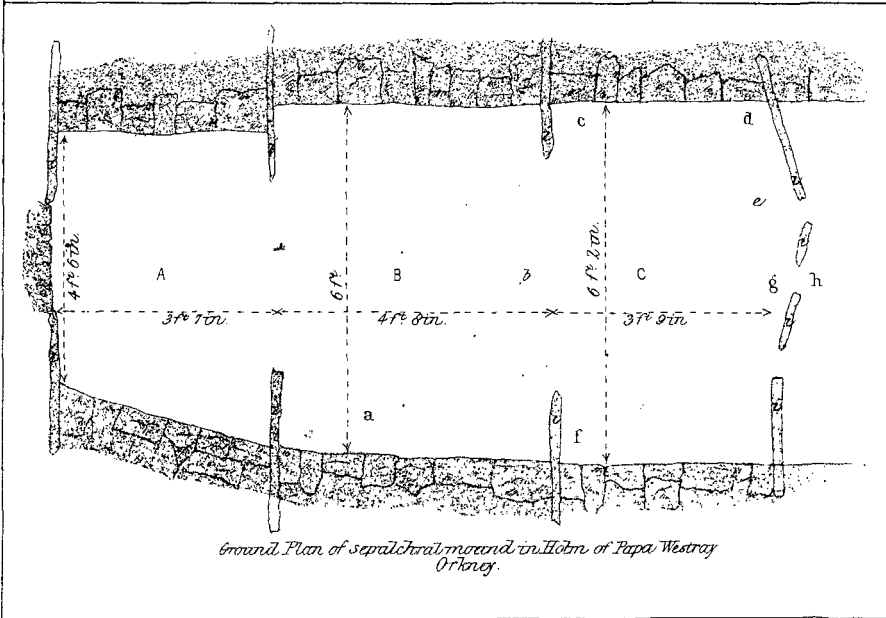 c
d
e
4 ft 6 in.
A
6 ft
B
b
6 ft 2 in.
C
g h
3 ft 7 in.
4 ft 8 in.
3 ft 9 in
a
f
Ground Plan of sepulchral mound in Holm of Papa Westray
Orkney.